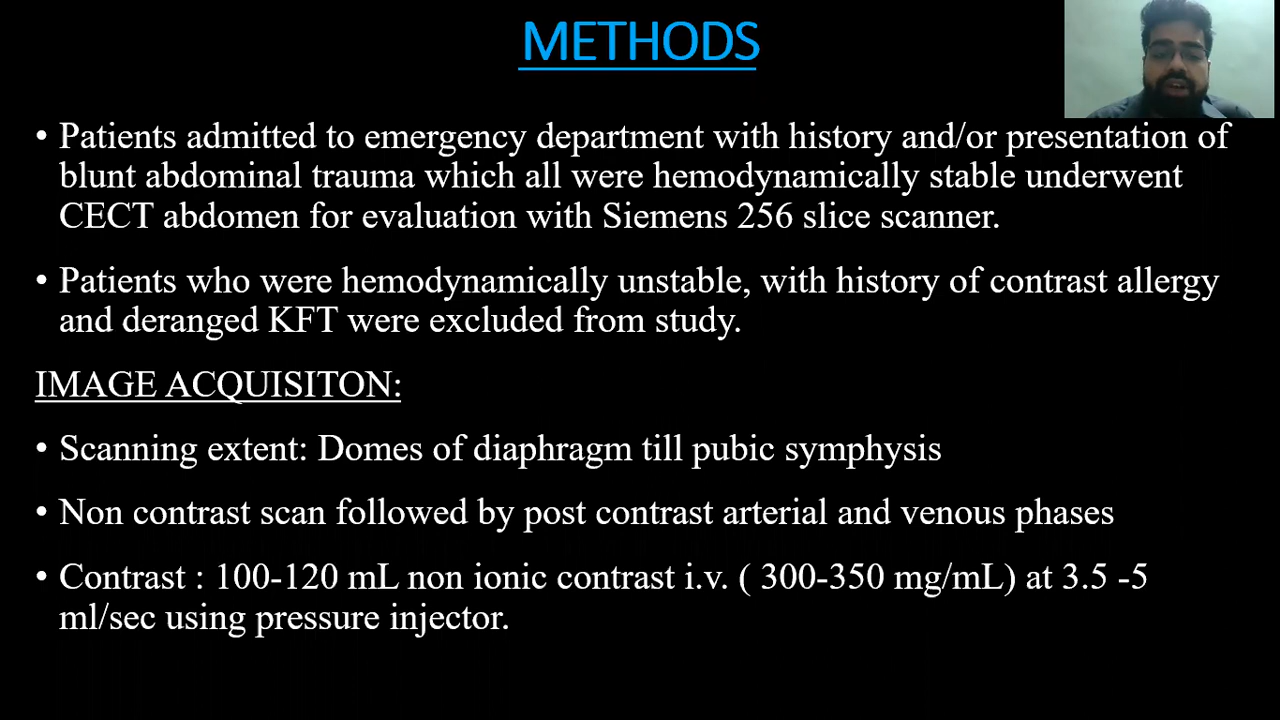 METHODS
• Patients admitted to emergency department with history and/or presentation of
blunt abdominal trauma which all were hemodynamically stable underwent
CECT abdomen for evaluation with Siemens 256 slice scanner.
• Patients who were hemodynamically unstable, with history of contrast allergy
and deranged KFT were excluded from study.
IMAGE ACQUISITON:
• Scanning extent: Domes of diaphragm till pubic symphysis
• Non contrast scan followed by post contrast arterial and venous phases
• Contrast : 100-120 mL non ionic contrast i.v. ( 300-350 mg/mL) at 3.5 -5
ml/sec using pressure injector.